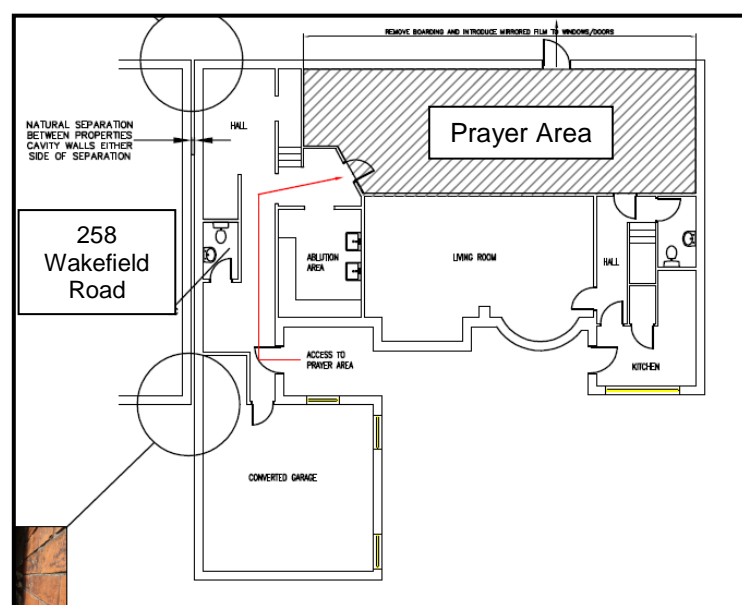 REMOVE BOARDING AND INTRODUCE MIRRORED FILM TO WINDOWS/DOORS
Prayer Area
NATURAL SEPARATION
BETWEEN PROPERTIES
CAVITY WALLS EITHER
SIDE OF SEPARATION
HALL
258
Wakefield
Road
ABLUTION
AREA
LIVING ROOM
HALL
ACCESS TO
PRAYER AREA
KITCHEN
CONVERTED GARAGE